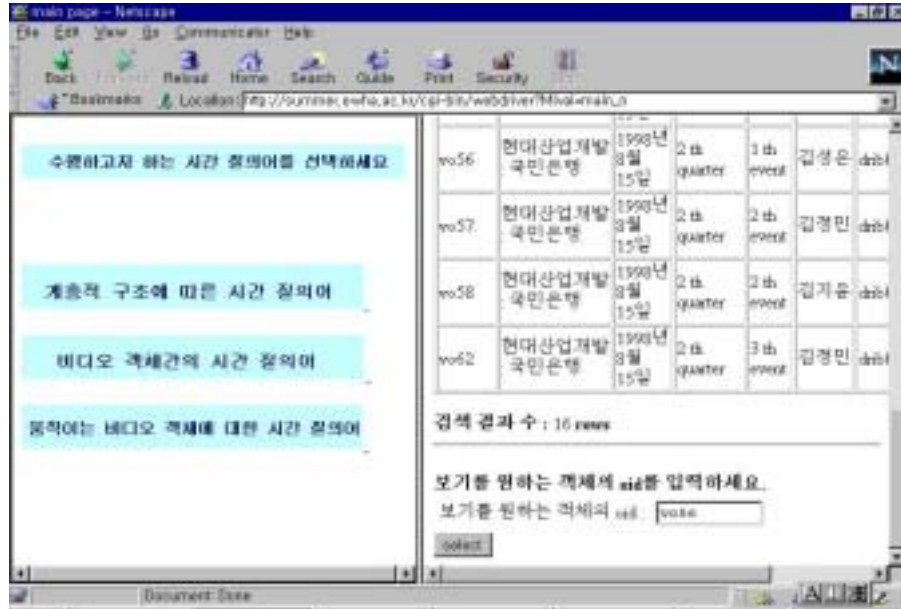 main page - Netscape
File Edit View Go Communicator Help
Back Reload Home Search Guide Print Security
Bookmarks Location: http://summer.ewha.ac.kr/cgi-bin/webdriver?MIval=main_n
수행하고자 하는 시간 질의어를 선택하세요
계층적 구조에 따른 시간 질의어
비디오 객체간의 시간 질의어
움직이는 비디오 객체에 대한 시간 질의어
vo56 현대산업개발 국민은행 1998년 8월 15일 2 th quarter 1 th event 김성은
vo57 현대산업개발 국민은행 1998년 8월 15일 2 th quarter 2 th event 김경민
vo58 현대산업개발 국민은행 1998년 8월 15일 2 th quarter 2 th event 김지윤
vo62 현대산업개발 국민은행 1998년 8월 15일 2 th quarter 3 th event 김경민
검색 결과 수 : 16 rows
보기를 원하는 객체의 oid를 입력하세요.
보기를 원하는 객체의 oid
select
Document: Done